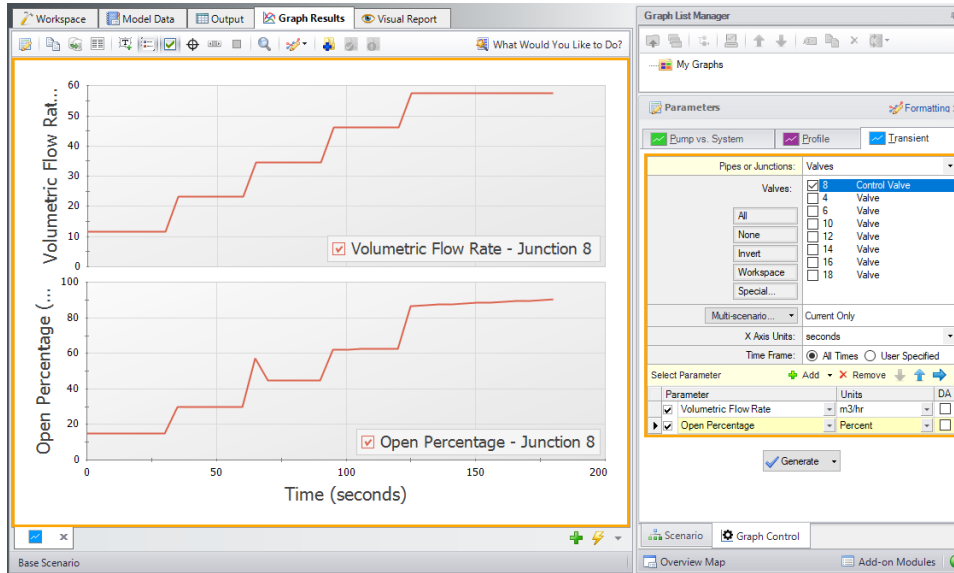 Workspace Model Data Output Graph Results Visual Report
What Would You Like to Do?
60
50
40
30
20
10
0
Volumetric Flow Rat...
Volumetric Flow Rate - Junction 8
100
80
60
40
20
0
Open Percentage (...
Open Percentage - Junction 8
0 50 100 150 200
Time (seconds)
Base Scenario
Graph List Manager
My Graphs
Parameters Formatting
Pump vs. System Profile Transient
Pipes or Junctions: Valves
Valves: 8 Control Valve
4 Valve
6 Valve
10 Valve
12 Valve
14 Valve
16 Valve
18 Valve
All
None
Invert
Workspace
Special...
Multi-scenario... Current Only
X Axis Units: seconds
Time Frame: All Times User Specified
Select Parameter Add Remove
Parameter Units DA
Volumetric Flow Rate m3/hr
Open Percentage Percent
Generate
Scenario Graph Control
Overview Map Add-on Modules